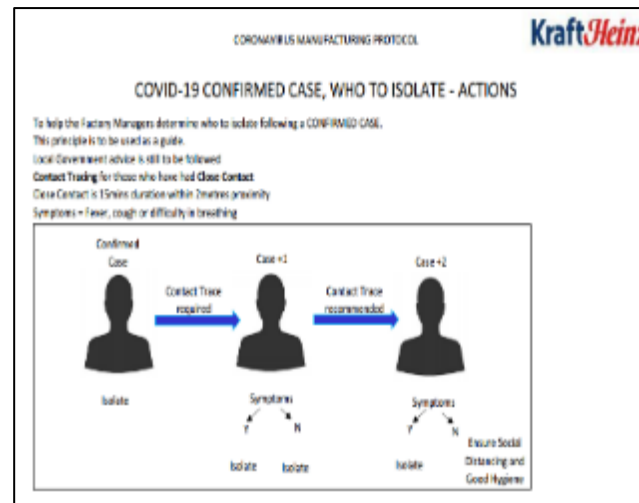 CORONAVIRUS MANUFACTURING PROTOCOL
KraftHeinz
COVID-19 CONFIRMED CASE, WHO TO ISOLATE - ACTIONS
To help the Factory Managers determine who to isolate following a CONFIRMED CASE.
This principle is to be used as a guide.
Local Government advice is still to be followed
Contact Tracing for those who have had Close Contact
Close Contact is 15mins duration within 2metres proximity
Symptoms = Fever, cough or difficulty in breathing
Confirmed
Case
Case +1
Case +2
Contact Trace
required
Contact Trace
recommended
Isolate
Symptoms
Y N
Isolate Isolate
Symptoms
Y N
Isolate
Ensure Social
Distancing and
Good Hygiene